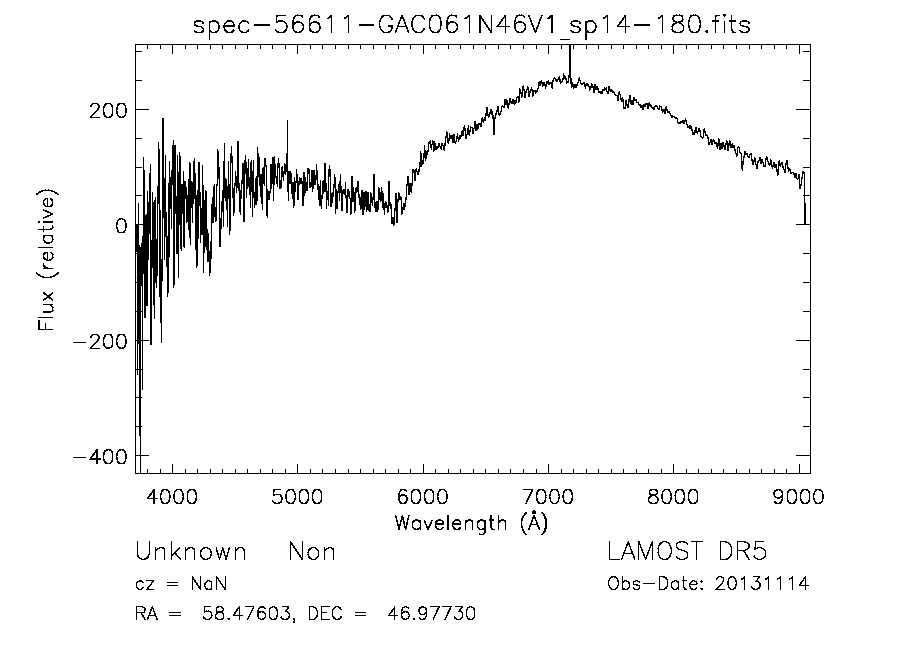 spec-56611-GAC061N46V1_sp14-180.fits
200
0
-200
-400
Flux (relative)
4000 5000 6000 7000 8000 9000
Wavelength (Å)
Unknown Non LAMOST DR5
cz = NaN Obs-Date: 20131114
RA = 58.47603, DEC = 46.97730